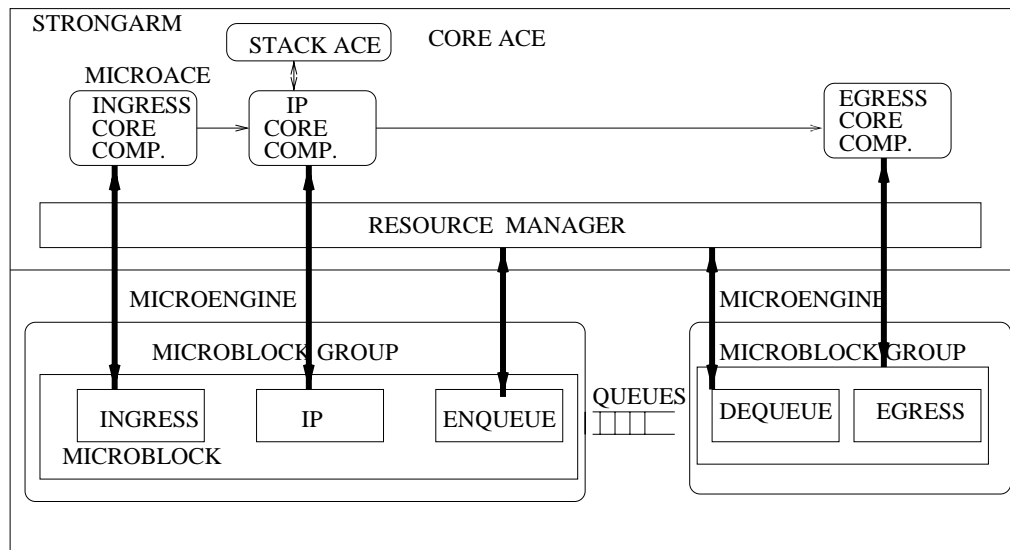 STRONGARM
STACK ACE
CORE ACE
MICROACE
INGRESS
CORE
COMP.
IP
CORE
COMP.
EGRESS
CORE
COMP.
RESOURCE MANAGER
MICROENGINE
MICROENGINE
MICROBLOCK GROUP
MICROBLOCK GROUP
INGRESS
IP
ENQUEUE
QUEUES
DEQUEUE
EGRESS
MICROBLOCK